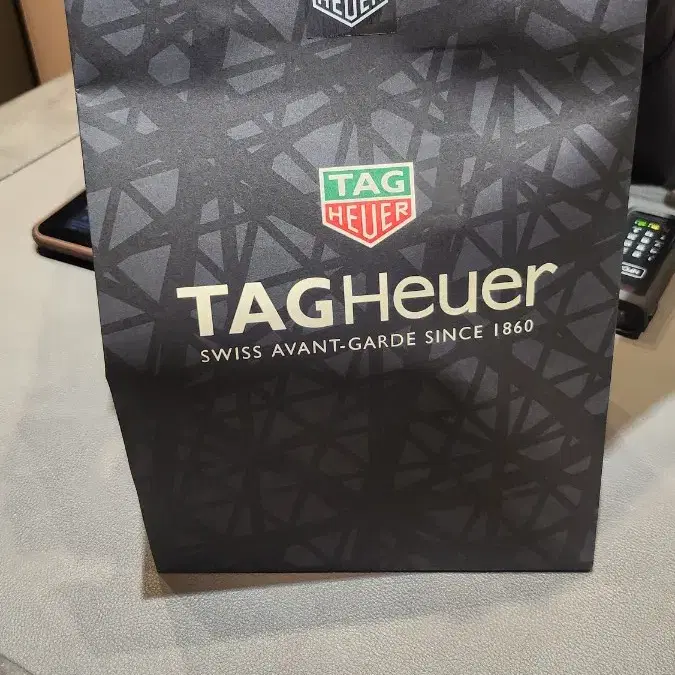 HEUER
TAG
HEUER
TAGHeuer
SWISS AVANT-GARDE SINCE 1860